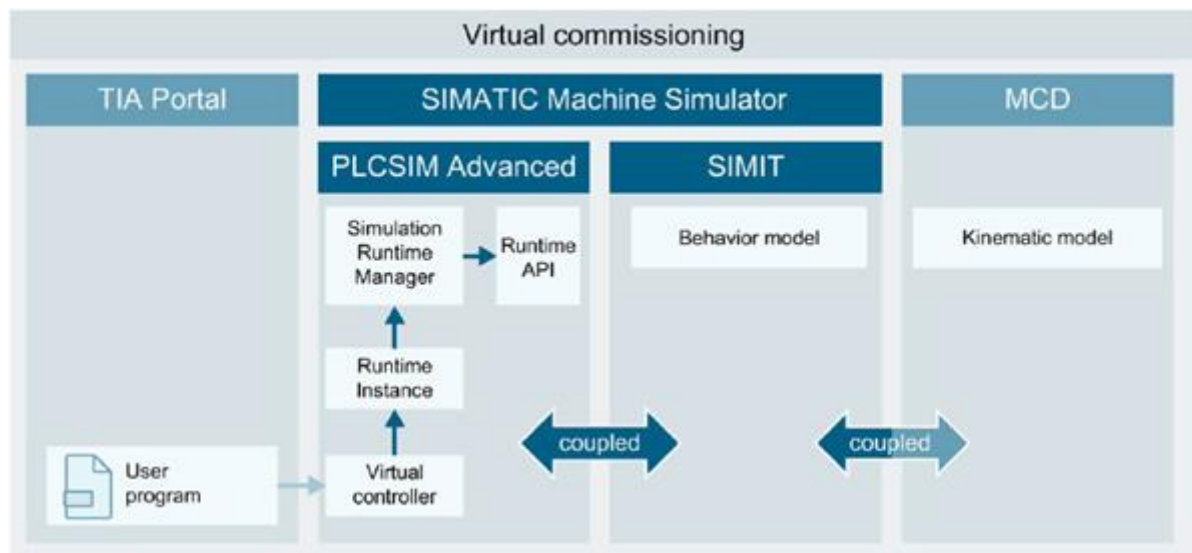 Virtual commissioning
TIA Portal
SIMATIC Machine Simulator
MCD
PLCSIM Advanced
SIMIT
Simulation
Runtime
Manager
Runtime
API
Behavior model
Kinematic model
Runtime
Instance
coupled
coupled
User
program
Virtual
controller